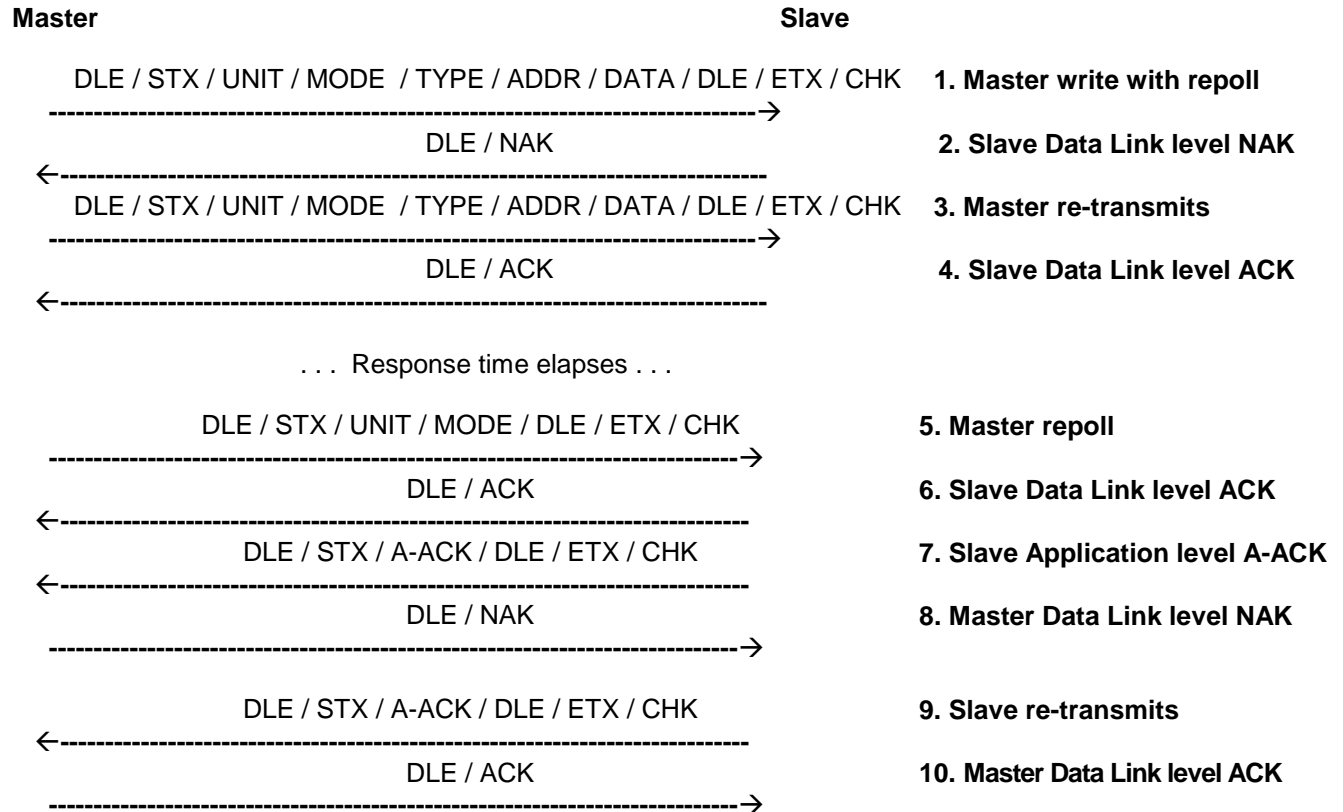 Master Slave
DLE / STX / UNIT / MODE / TYPE / ADDR / DATA / DLE / ETX / CHK 1. Master write with repoll
DLE / NAK 2. Slave Data Link level NAK
DLE / STX / UNIT / MODE / TYPE / ADDR / DATA / DLE / ETX / CHK 3. Master re-transmits
DLE / ACK 4. Slave Data Link level ACK
. . . Response time elapses . . .
DLE / STX / UNIT / MODE / DLE / ETX / CHK 5. Master repoll
DLE / ACK 6. Slave Data Link level ACK
DLE / STX / A-ACK / DLE / ETX / CHK 7. Slave Application level A-ACK
DLE / NAK 8. Master Data Link level NAK
DLE / STX / A-ACK / DLE / ETX / CHK 9. Slave re-transmits
DLE / ACK 10. Master Data Link level ACK